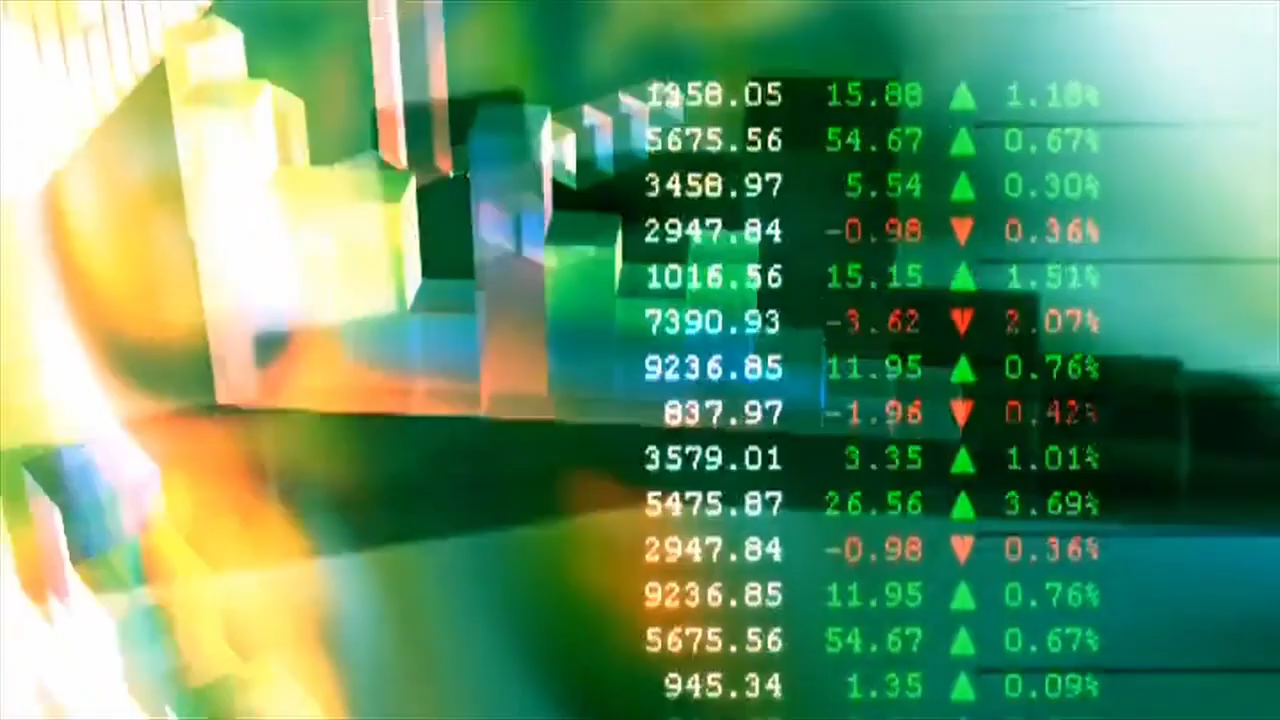 1358.05 15.88 ▲ 1.18%
5675.56 54.67 ▲ 0.67%
3458.97 5.54 ▲ 0.30%
2947.84 -0.98 ▼ 0.36%
1016.56 15.15 ▲ 1.51%
7390.93 -3.62 ▼ 2.07%
9236.85 11.95 ▲ 0.76%
837.97 -1.96 ▼ 0.42%
3579.01 3.35 ▲ 1.01%
5475.87 26.56 ▲ 3.69%
2947.84 -0.98 ▼ 0.36%
9236.85 11.95 ▲ 0.76%
5675.56 54.67 ▲ 0.67%
945.34 1.35 ▲ 0.09%